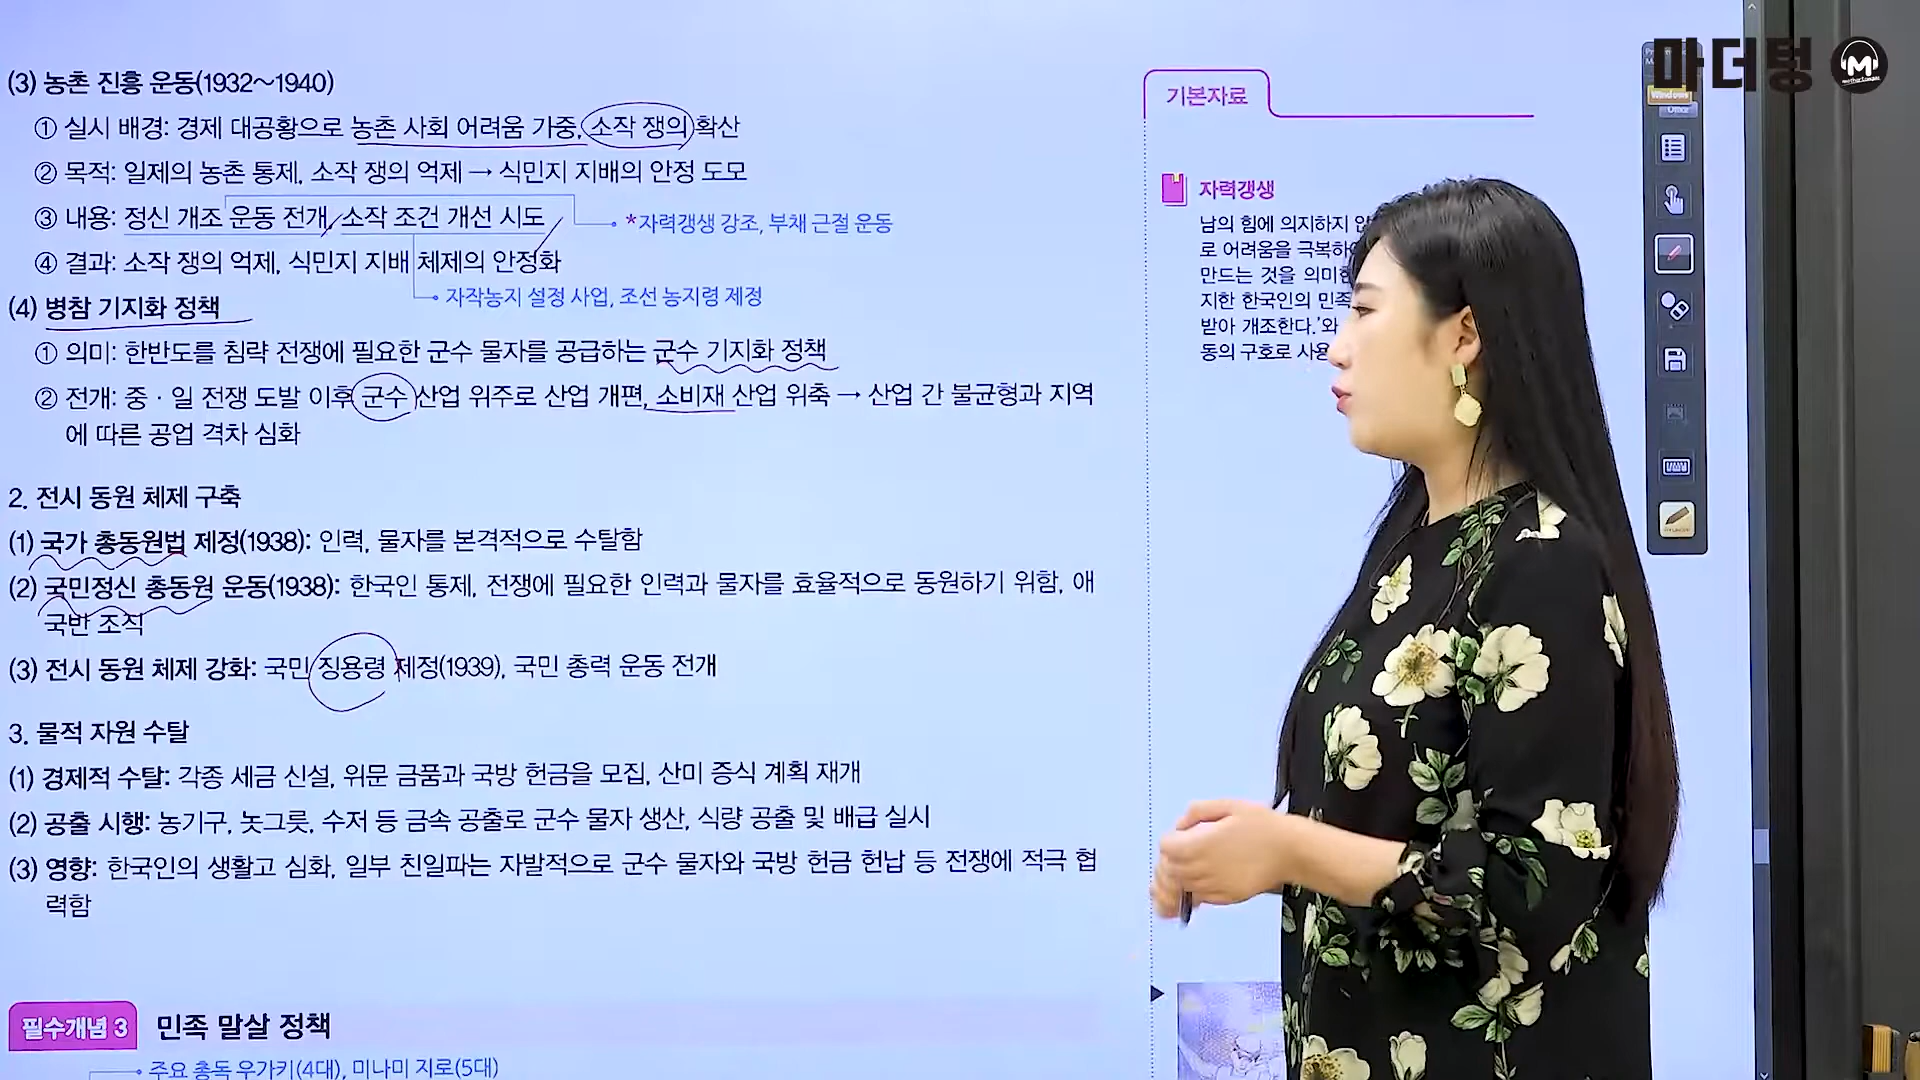 마더텅
(3) 농촌 진흥 운동(1932～1940)
① 실시 배경: 경제 대공황으로 농촌 사회 어려움 가중, 소작 쟁의 확산
② 목적: 일제의 농촌 통제, 소작 쟁의 억제 → 식민지 지배의 안정 도모
③ 내용: 정신 개조 운동 전개, 소작 조건 개선 시도
*자력갱생 강조, 부채 근절 운동
④ 결과: 소작 쟁의 억제, 식민지 지배 체제의 안정화
자작농지 설정 사업, 조선 농지령 제정
(4) 병참 기지화 정책
① 의미: 한반도를 침략 전쟁에 필요한 군수 물자를 공급하는 군수 기지화 정책
② 전개: 중·일 전쟁 도발 이후 군수 산업 위주로 산업 개편, 소비재 산업 위축 → 산업 간 불균형과 지역
에 따른 공업 격차 심화
2. 전시 동원 체제 구축
(1) 국가 총동원법 제정(1938): 인력, 물자를 본격적으로 수탈함
(2) 국민정신 총동원 운동(1938): 한국인 통제, 전쟁에 필요한 인력과 물자를 효율적으로 동원하기 위함, 애
국반 조직
(3) 전시 동원 체제 강화: 국민 징용령 제정(1939), 국민 총력 운동 전개
3. 물적 자원 수탈
(1) 경제적 수탈: 각종 세금 신설, 위문 금품과 국방 헌금을 모집, 산미 증식 계획 재개
(2) 공출 시행: 농기구, 놋그릇, 수저 등 금속 공출로 군수 물자 생산, 식량 공출 및 배급 실시
(3) 영향: 한국인의 생활고 심화, 일부 친일파는 자발적으로 군수 물자와 국방 헌금 헌납 등 전쟁에 적극 협
력함
필수개념 3 민족 말살 정책
주요 총독 우가키(4대), 미나미 지로(5대)
기본자료
자력갱생
남의 힘에 의지하지
로 어려움을 극복하
만드는 것을 의미
지한 한국인의 민족
받아 개조한다.'와
동의 구호로 사용